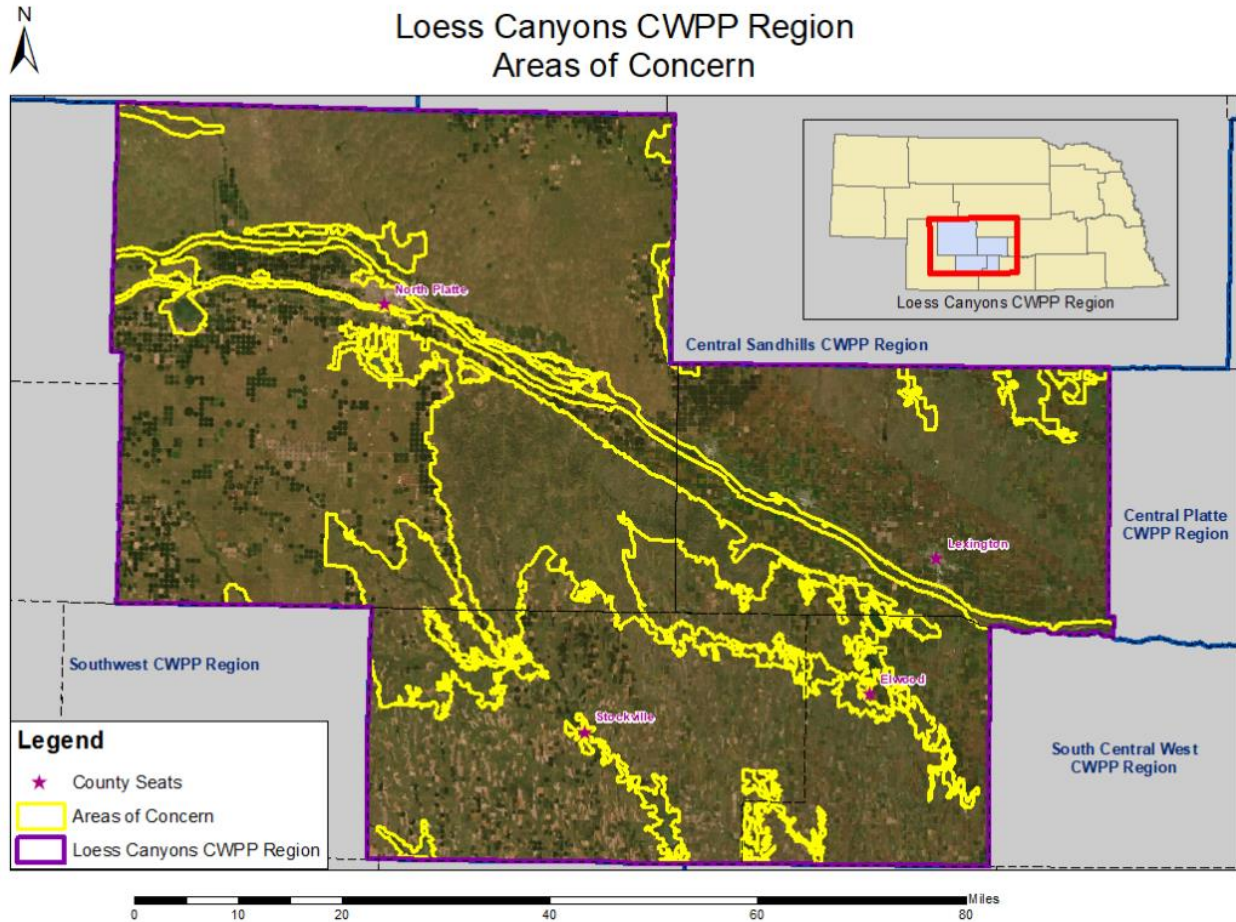 N
Loess Canyons CWPP Region
Areas of Concern
Loess Canyons CWPP Region
North Platte
Central Sandhills CWPP Region
Central Platte
CWPP Region
Lexington
Southwest CWPP Region
Elwood
Stockville
South Central West
CWPP Region
Legend
County Seats
Areas of Concern
Loess Canyons CWPP Region
Miles
0 10 20 40 60 80